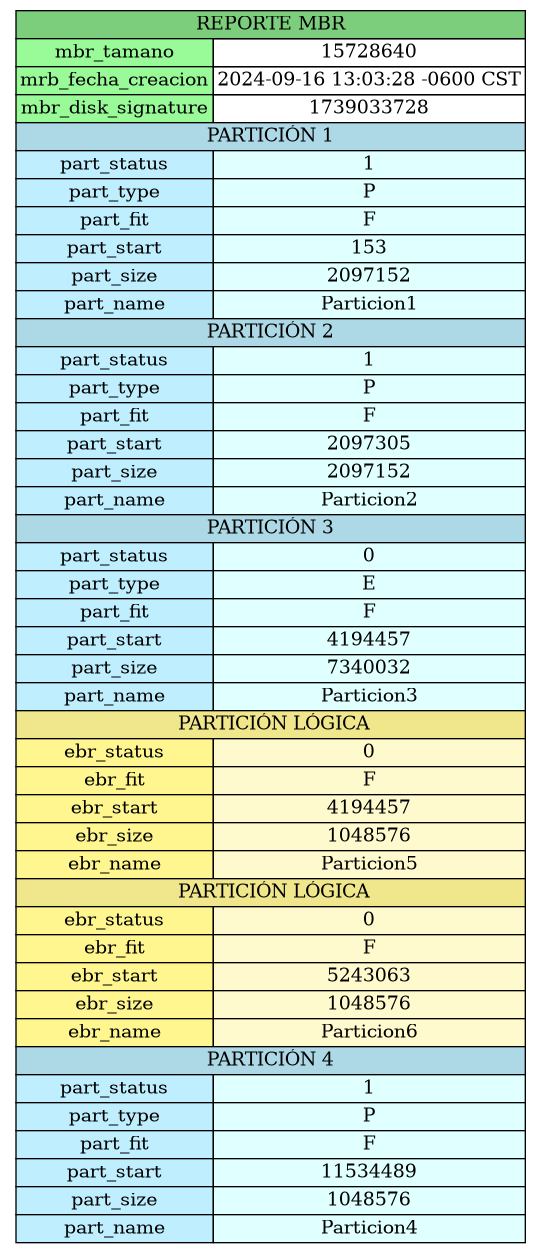 REPORTE MBR
mbr_tamano 15728640
mrb_fecha_creacion 2024-09-16 13:03:28 -0600 CST
mbr_disk_signature 1739033728
PARTICIÓN 1
part_status 1
part_type P
part_fit F
part_start 153
part_size 2097152
part_name Particion1
PARTICIÓN 2
part_status 1
part_type P
part_fit F
part_start 2097305
part_size 2097152
part_name Particion2
PARTICIÓN 3
part_status 0
part_type E
part_fit F
part_start 4194457
part_size 7340032
part_name Particion3
PARTICIÓN LÓGICA
ebr_status 0
ebr_fit F
ebr_start 4194457
ebr_size 1048576
ebr_name Particion5
PARTICIÓN LÓGICA
ebr_status 0
ebr_fit F
ebr_start 5243063
ebr_size 1048576
ebr_name Particion6
PARTICIÓN 4
part_status 1
part_type P
part_fit F
part_start 11534489
part_size 1048576
part_name Particion4